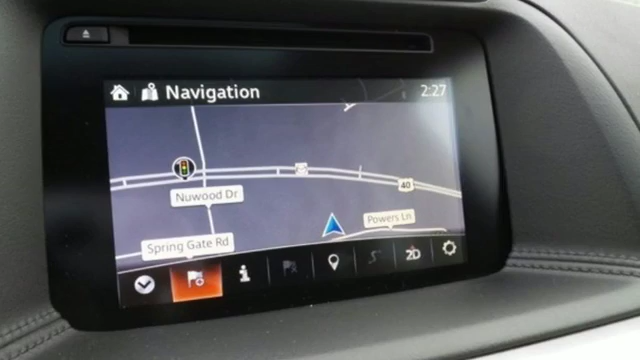 Navigation
2:27
40
Nuwood Dr
Powers Ln
Spring Gate Rd
2D